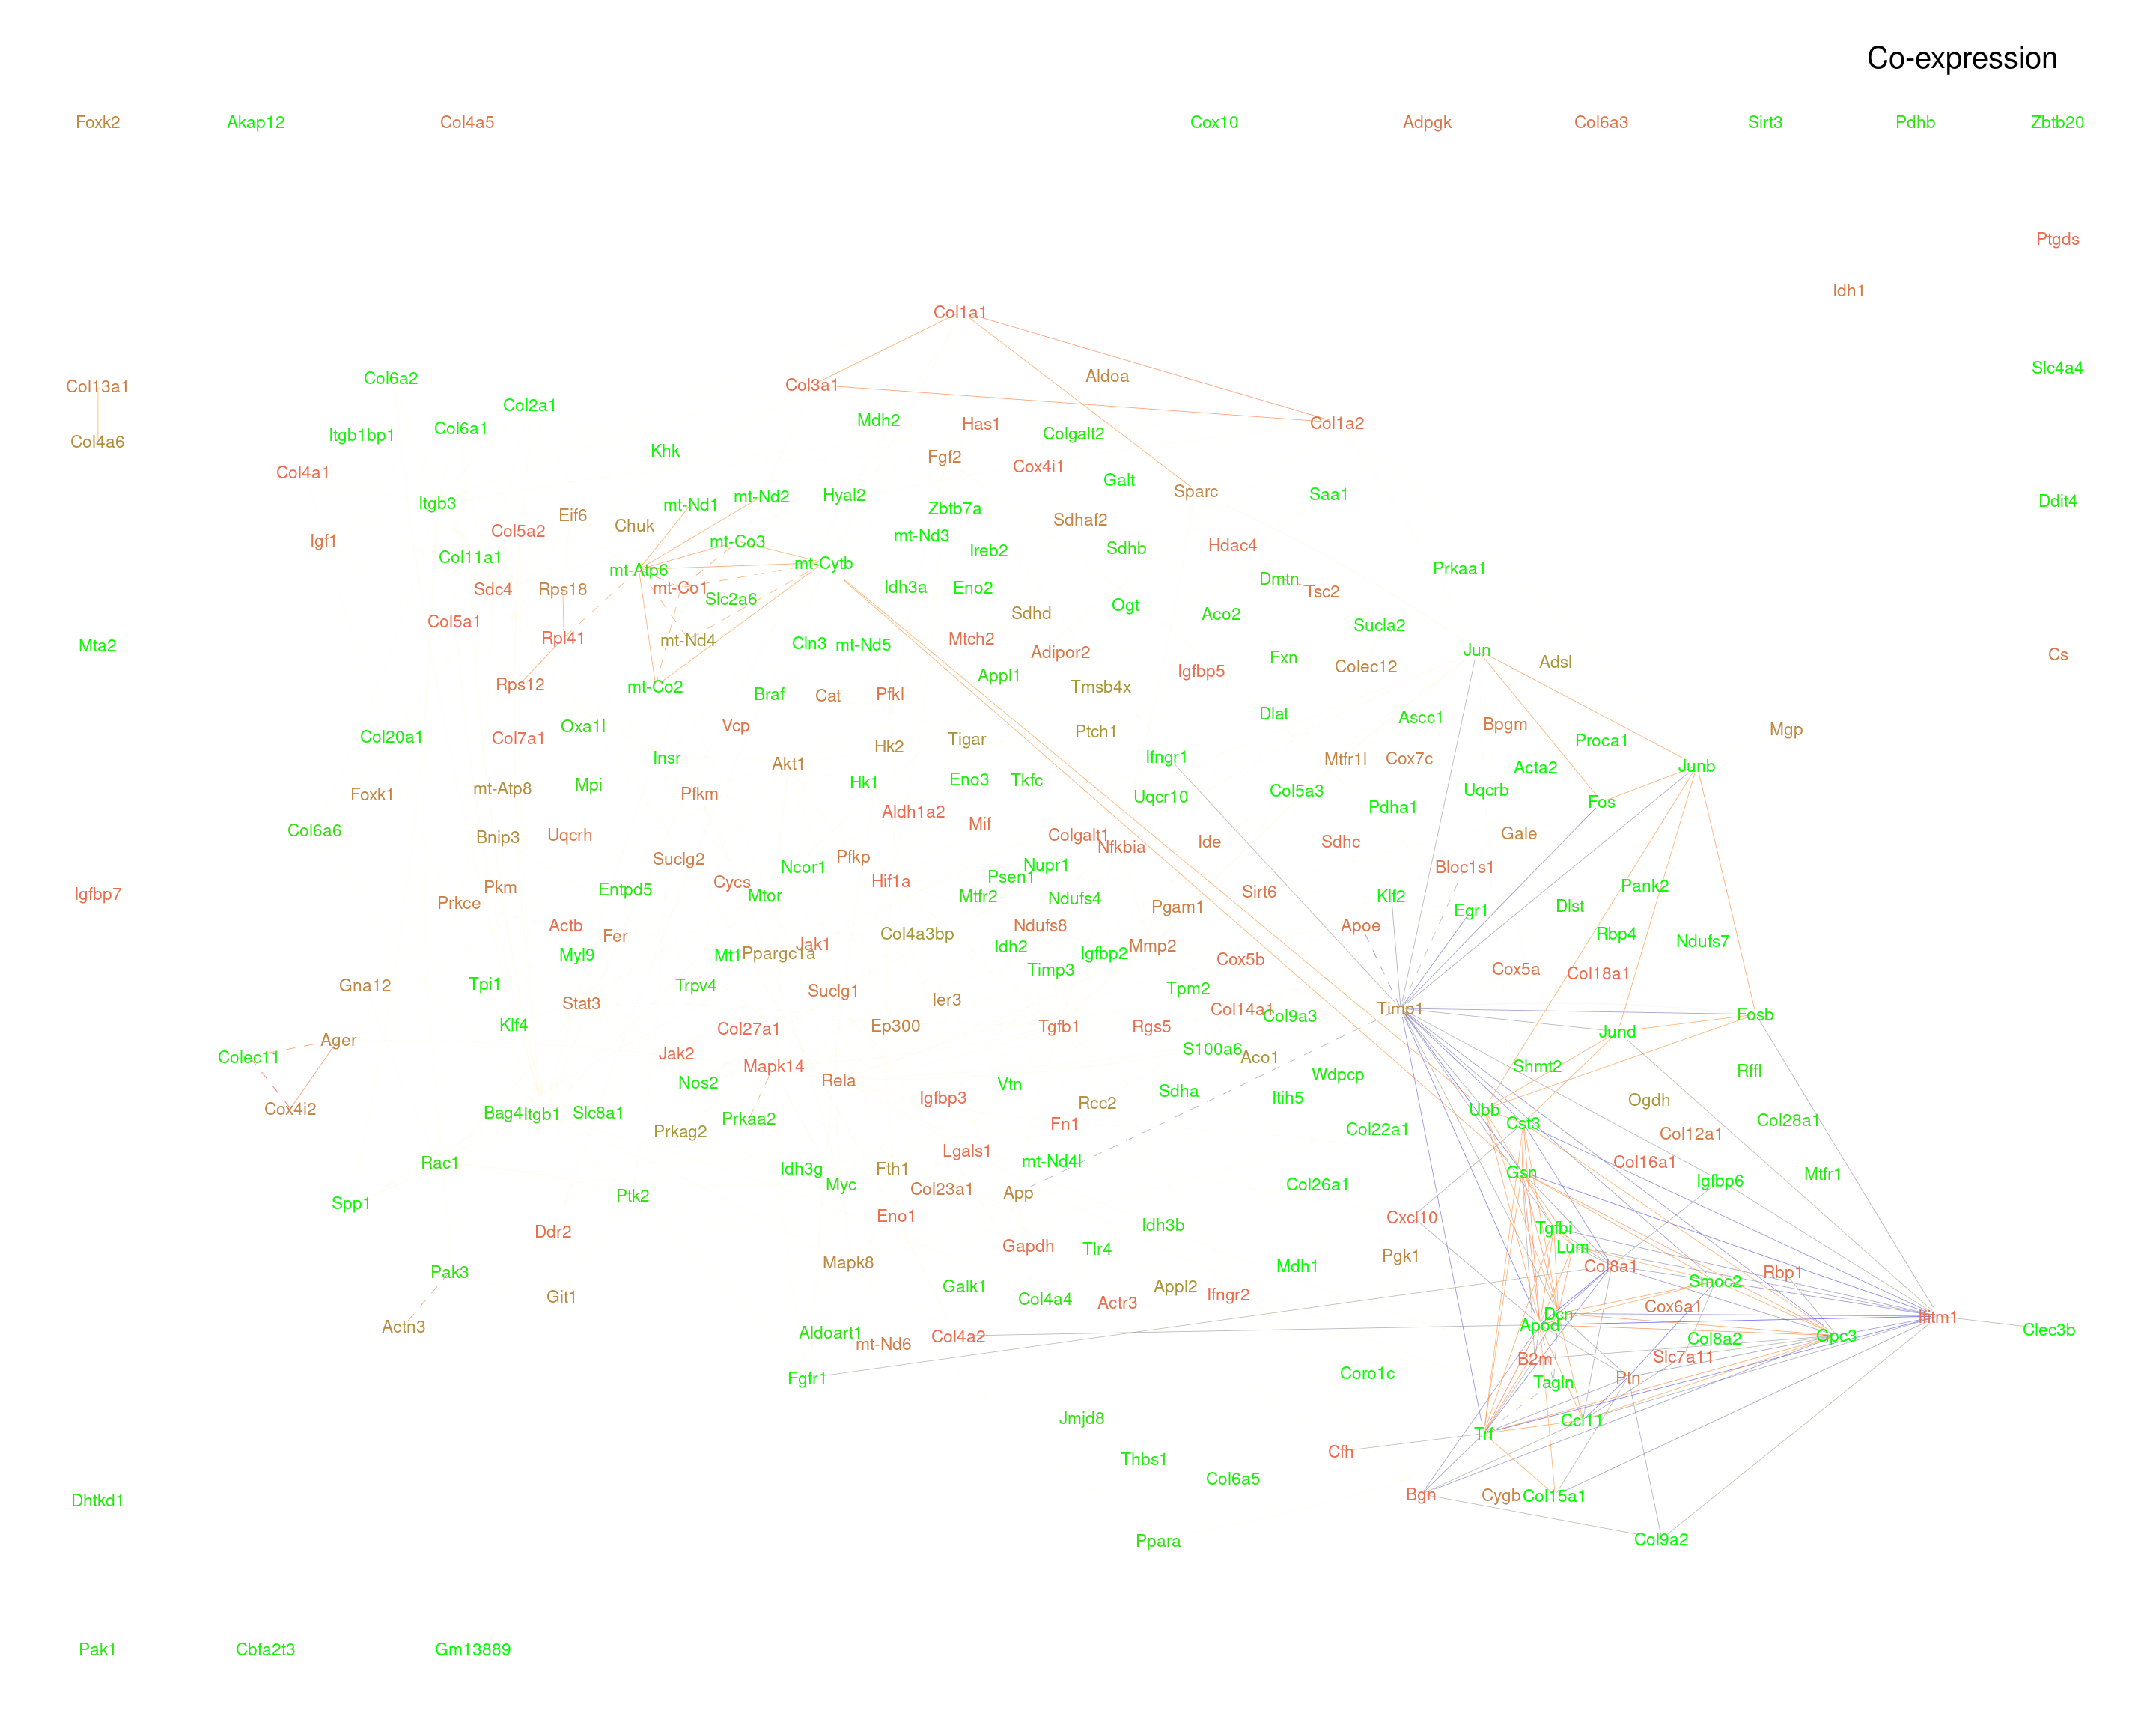 Co-expression
Foxk2 Akap12 Col4a5 Cox10 Adpgk Col6a3 Sirt3 Pdhb Zbtb20
Ptgds
Idh1
Col1a1
Slc4a4
Aldoa
Col6a2
Col3a1
Col13a1
Col2a1
Mdh2
Has1
Col1a2
Col6a1
Colgalt2
Itgb1bp1
Col4a6
Khk
Fgf2
Cox4i1
Col4a1
Galt
Sparc
Saa1
Hyal2
mt-Nd2
Ddit4
Itgb3
mt-Nd1
Zbtb7a
Eif6
Sdhaf2
Chuk
Col5a2
mt-Nd3
Igf1
mt-Co3
Hdac4
Sdhb
Ireb2
Col11a1
mt-Cytb
Prkaa1
mt-Atp6
Dmtn
Idh3a
Eno2
mt-Co1
Sdc4
Rps18
Tsc2
Slc2a6
Ogt
Sdhd
Aco2
Col5a1
Sucla2
Rpl41
mt-Nd4
Mtch2
Cln3
mt-Nd5
Mta2
Jun
Adipor2
Cs
Fxn
Adsl
Colec12
Igfbp5
Appl1
Rps12
mt-Co2
Tmsb4x
Braf
Cat
Pfkl
Dlat
Ascc1
Bpgm
Oxa1l
Vcp
Mgp
Ptch1
Col20a1
Col7a1
Tigar
Proca1
Hk2
Insr
Ifngr1
Mtfr1l
Cox7c
Akt1
Junb
Acta2
Eno3
Tkfc
Hk1
Mpi
mt-Atp8
Uqcrb
Col5a3
Foxk1
Pfkm
Uqcr10
Fos
Pdha1
Aldh1a2
Mif
Col6a6
Gale
Uqcrh
Bnip3
Colgalt1
Ide
Sdhc
Nfkbia
Suclg2
Pfkp
Nupr1
Ncor1
Bloc1s1
Psen1
Cycs
Hif1a
Pank2
Pkm
Entpd5
Sirt6
Igfbp7
Mtor
Mtfr2
Klf2
Ndufs4
Prkce
Pgam1
Dlst
Egr1
Actb
Ndufs8
Apoe
Col4a3bp
Rbp4
Fer
Ndufs7
Jak1
Idh2
Mmp2
Ppargc1a
Igfbp2
Myl9
Mt1
Cox5b
Timp3
Cox5a
Col18a1
Tpi1
Gna12
Trpv4
Tpm2
Suclg1
Ier3
Stat3
Timp1
Col14a1
Fosb
Col9a3
Klf4
Ep300
Tgfb1
Rgs5
Col27a1
Jund
Ager
S100a6
Jak2
Colec11
Aco1
Mapk14
Shmt2
Rffl
Wdpcp
Rela
Nos2
Vtn
Sdha
Igfbp3
Itih5
Ogdh
Rcc2
Cox4i2
Ubb
Bag4
Itgb1
Slc8a1
Prkaa2
Col28a1
Cst3
Fn1
Col22a1
Prkag2
Col12a1
Lgals1
mt-Nd4l
Col16a1
Rac1
Idh3g
Fth1
Gsn
Mtfr1
Igfbp6
Myc
Col26a1
Col23a1
App
Ptk2
Spp1
Eno1
Cxcl10
Idh3b
Tgfbi
Ddr2
Gapdh
Tlr4
Lum
Pgk1
Mapk8
Mdh1
Col8a1
Pak3
Rbp1
Smoc2
Galk1
Appl2
Ifngr2
Git1
Col4a4
Actr3
Cox6a1
Dcn
Ifitm1
Actn3
Apod
Clec3b
Aldoart1
Col4a2
Gpc3
Col8a2
mt-Nd6
Slc7a11
B2m
Coro1c
Fgfr1
Ptn
Tagln
Jmjd8
Ccl11
Trf
Cfh
Thbs1
Col6a5
Bgn
Cygb
Col15a1
Dhtkd1
Col9a2
Ppara
Pak1 Cbfa2t3 Gm13889